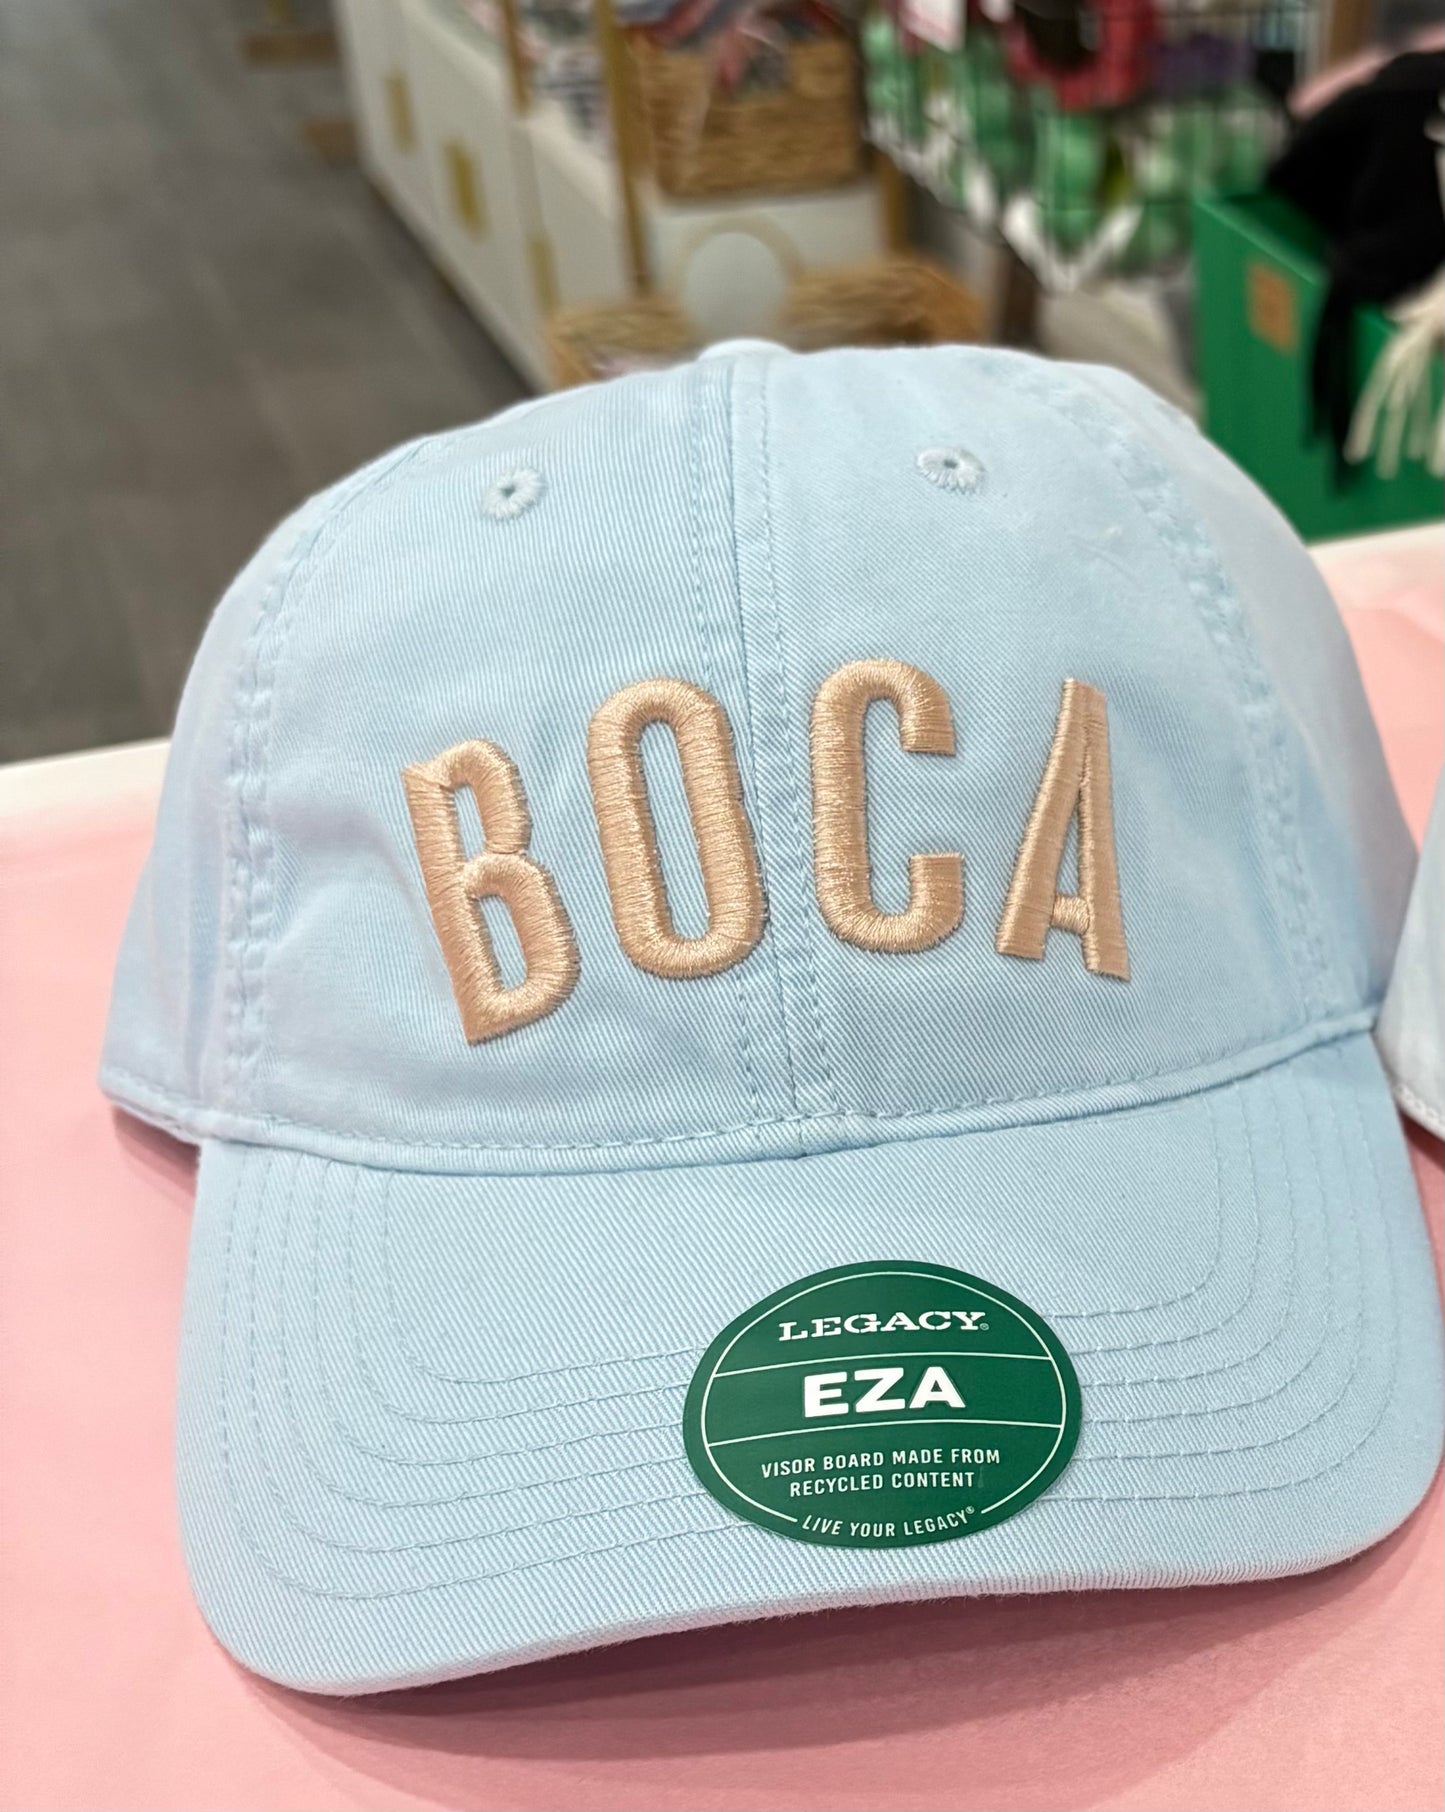 BOCA
LEGACY®
EZA
VISOR BOARD MADE FROM
RECYCLED CONTENT
LIVE YOUR LEGACY®